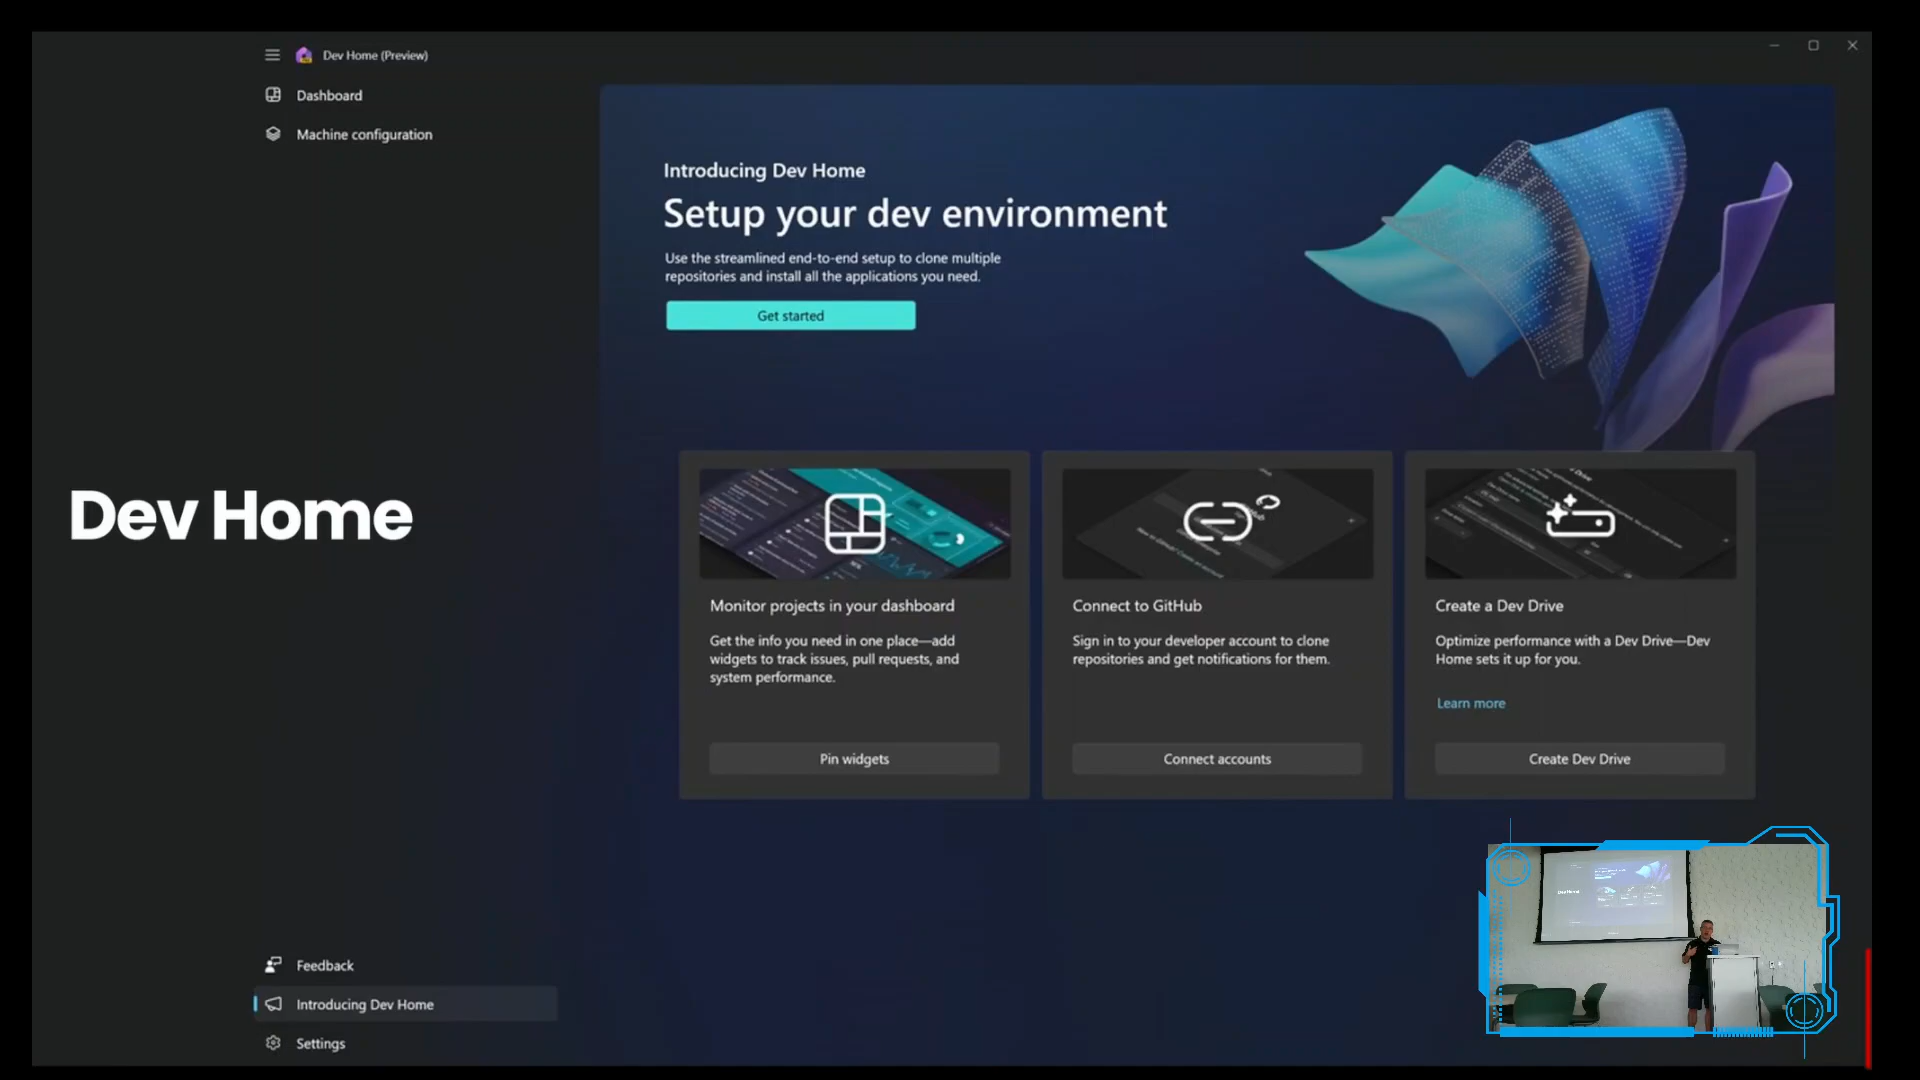 Dev Home (Preview)
Dashboard
Machine configuration
Introducing Dev Home
Setup your dev environment
Use the streamlined end-to-end setup to clone multiple
repositories and install all the applications you need.
Get started
Dev Home
Monitor projects in your dashboard
Get the info you need in one place—add
widgets to track issues, pull requests, and
system performance.
Pin widgets
Connect to GitHub
Sign in to your developer account to clone
repositories and get notifications for them.
Connect accounts
Create a Dev Drive
Optimize performance with a Dev Drive—Dev
Home sets it up for you.
Learn more
Create Dev Drive
Feedback
Introducing Dev Home
Settings